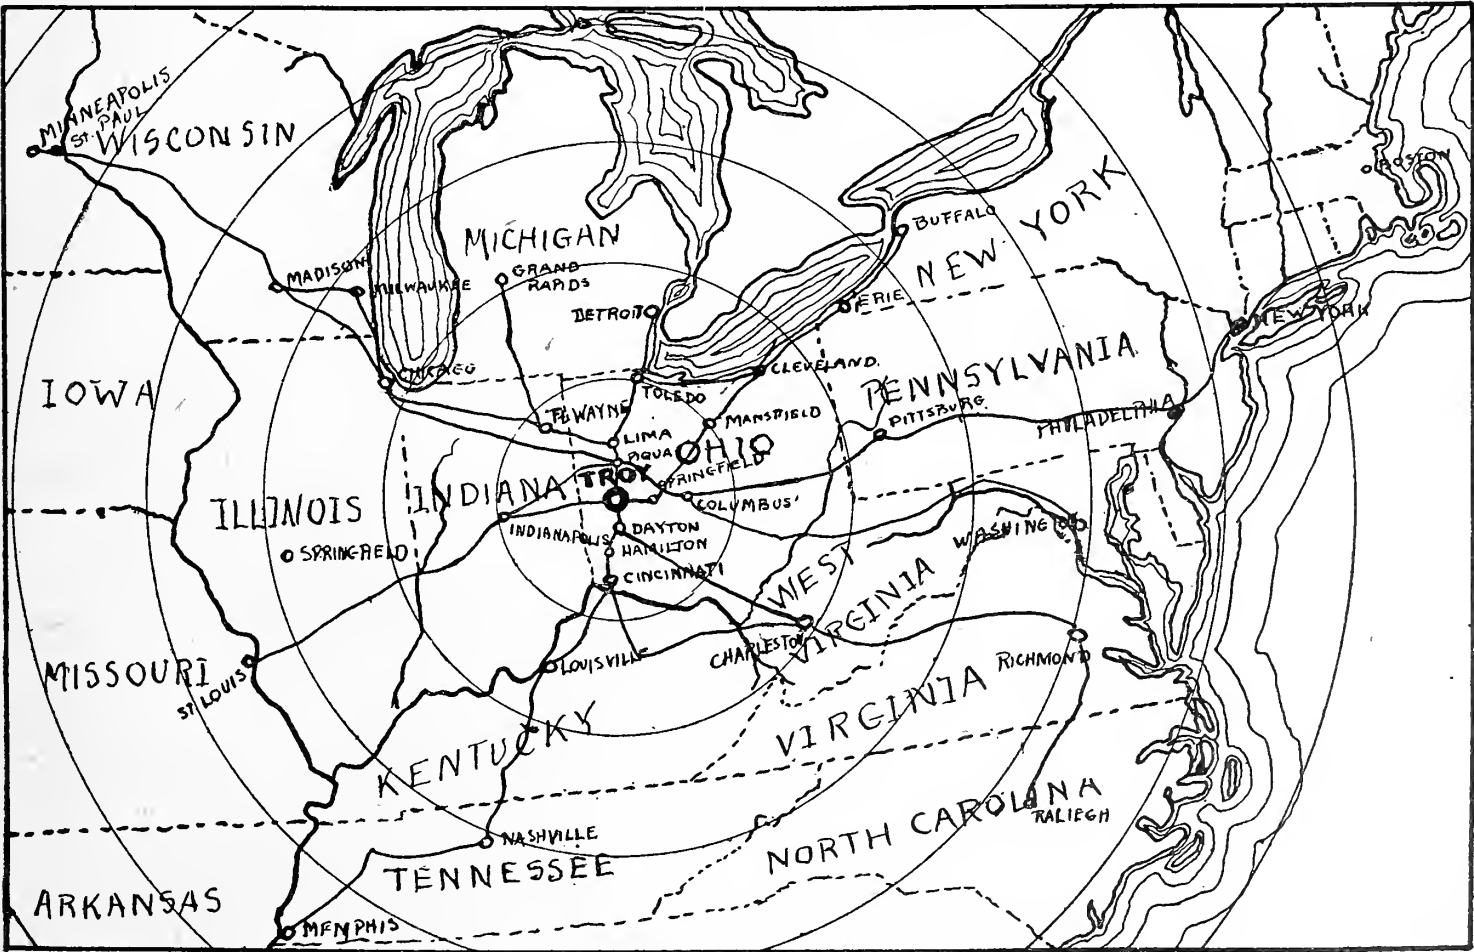 MINNEAPOLIS
ST. PAUL
WISCONSIN
BOSTON
MICHIGAN
BUFFALO
NEW YORK
MADISON
MILWAUKEE
GRAND
RAPIDS
DETROIT
ERIE
NEW YORK
IOWA
CHICAGO
TOLEDO
CLEVELAND.
PENNSYLVANIA
FT. WAYNE
MANSFIELD
PITTSBURG.
PHILADELPHIA
LIMA
OHIO
PIQUA
TROY
SPRINGFIELD
INDIANA
COLUMBUS
ILLINOIS
INDIANAPOLIS
DAYTON
WASHING
SPRINGFIELD
HAMILTON
CINCINNATI
WEST
VIRGINIA
MISSOURI
ST. LOUIS
LOUISVILLE
CHARLESTON
RICHMOND
VIRGINIA
KENTUCKY
NORTH CAROLINA
RALIEGH
NASHVILLE
TENNESSEE
ARKANSAS
MEMPHIS